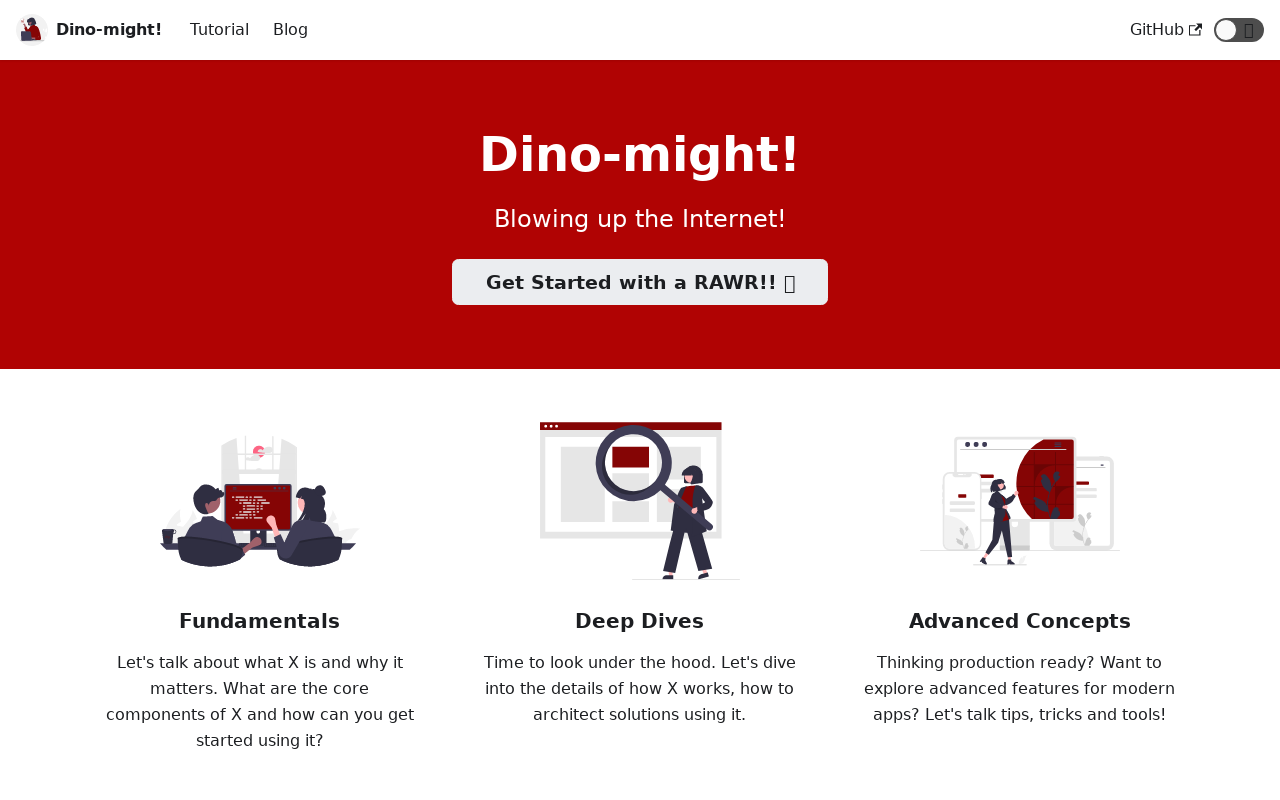 Dino-might!
Tutorial
Blog
GitHub
Dino-might!
Blowing up the Internet!
Get Started with a RAWR!!
Fundamentals
Let's talk about what X is and why it
matters. What are the core
components of X and how can you get
started using it?
Deep Dives
Time to look under the hood. Let's dive
into the details of how X works, how to
architect solutions using it.
Advanced Concepts
Thinking production ready? Want to
explore advanced features for modern
apps? Let's talk tips, tricks and tools!